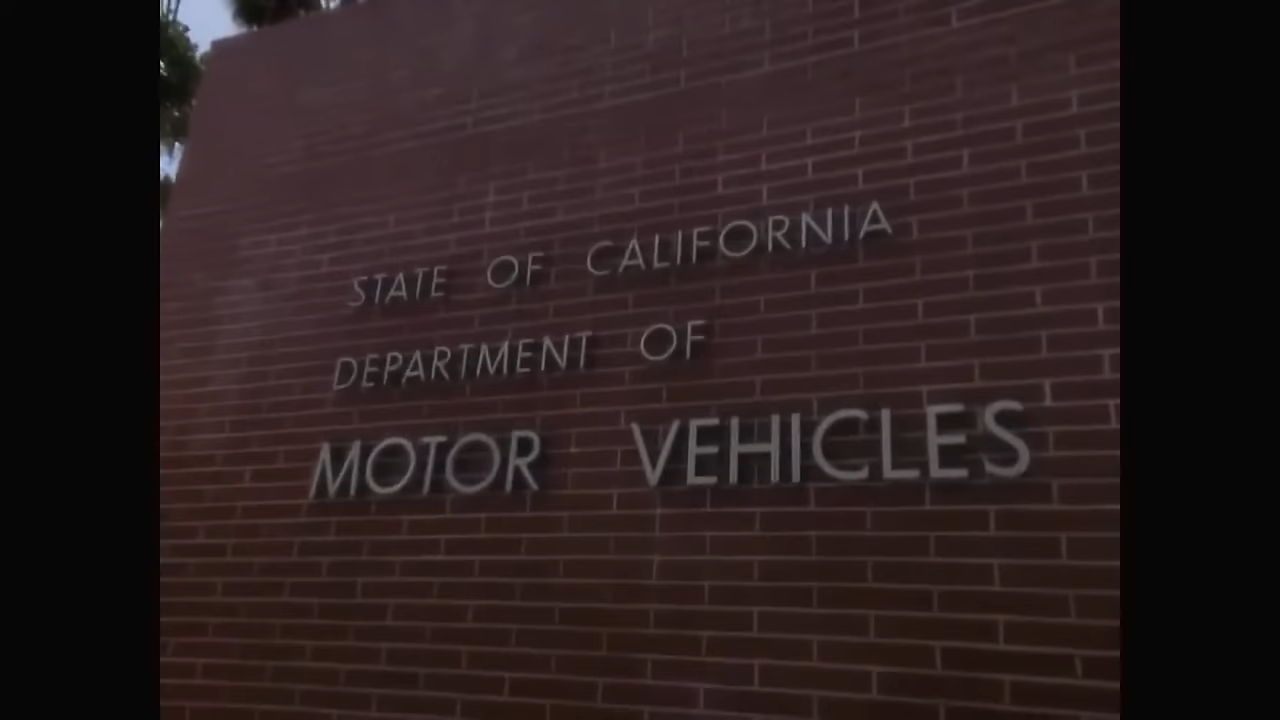 STATE OF CALIFORNIA
DEPARTMENT OF
MOTOR VEHICLES